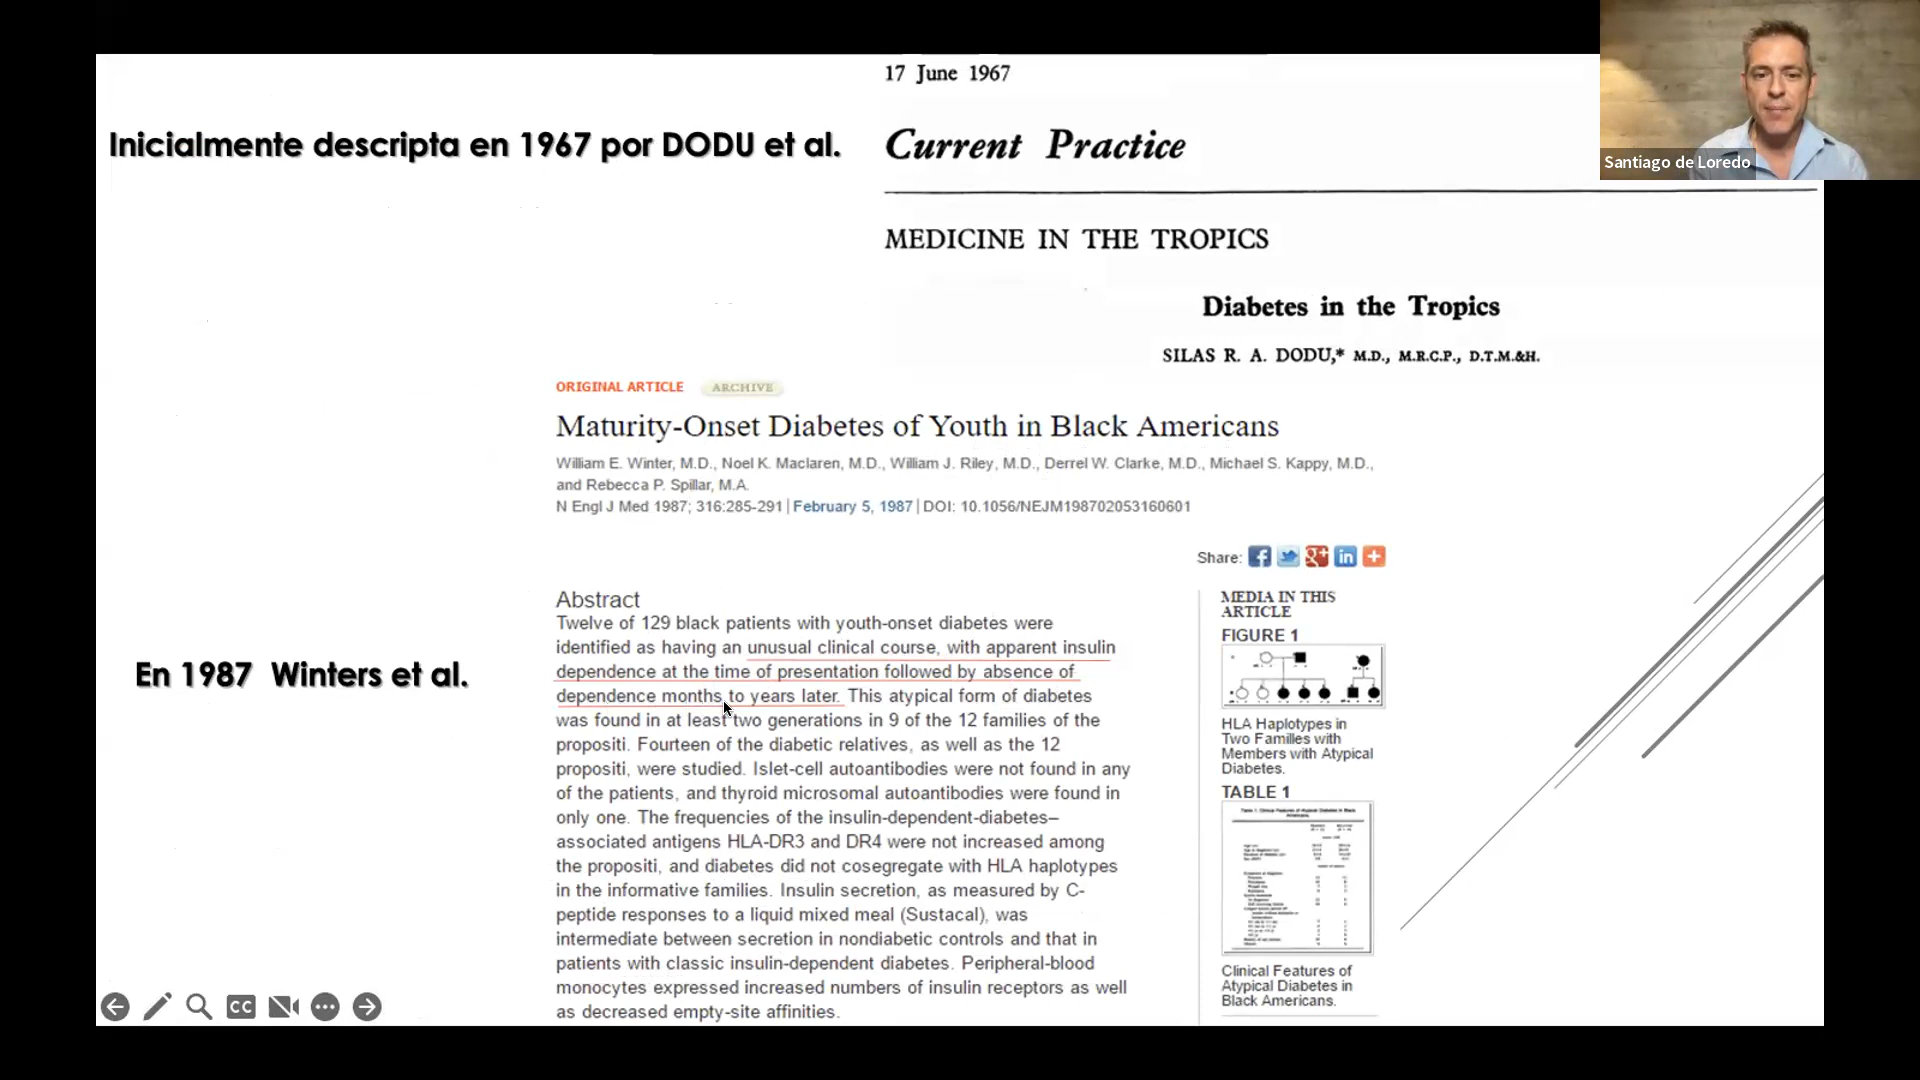 17 June 1967
Inicialmente descripta en 1967 por DODU et al.
Current Practice
Santiago de Loredo
MEDICINE IN THE TROPICS
Diabetes in the Tropics
SILAS R. A. DODU,* M.D., M.R.C.P., D.T.M.&H.
ORIGINAL ARTICLE ARCHIVE
Maturity-Onset Diabetes of Youth in Black Americans
William E. Winter, M.D., Noel K. Maclaren, M.D., William J. Riley, M.D., Derrel W. Clarke, M.D., Michael S. Kappy, M.D.,
and Rebecca P. Spillar, M.A.
N Engl J Med 1987; 316:285-291 | February 5, 1987 | DOI: 10.1056/NEJM198702053160601
Share:
En 1987 Winters et al.
Abstract
Twelve of 129 black patients with youth-onset diabetes were
identified as having an unusual clinical course, with apparent insulin
dependence at the time of presentation followed by absence of
dependence months to years later. This atypical form of diabetes
was found in at least two generations in 9 of the 12 families of the
propositi. Fourteen of the diabetic relatives, as well as the 12
propositi, were studied. Islet-cell autoantibodies were not found in any
of the patients, and thyroid microsomal autoantibodies were found in
only one. The frequencies of the insulin-dependent-diabetes–
associated antigens HLA-DR3 and DR4 were not increased among
the propositi, and diabetes did not cosegregate with HLA haplotypes
in the informative families. Insulin secretion, as measured by C-
peptide responses to a liquid mixed meal (Sustacal), was
intermediate between secretion in nondiabetic controls and that in
patients with classic insulin-dependent diabetes. Peripheral-blood
monocytes expressed increased numbers of insulin receptors as well
as decreased empty-site affinities.
MEDIA IN THIS
ARTICLE
FIGURE 1
HLA Haplotypes in
Two Families with
Members with Atypical
Diabetes.
TABLE 1
Table 1. Clinical Features of Atypical Diabetes in Black
Americans.
Clinical Features of
Atypical Diabetes in
Black Americans.
CC